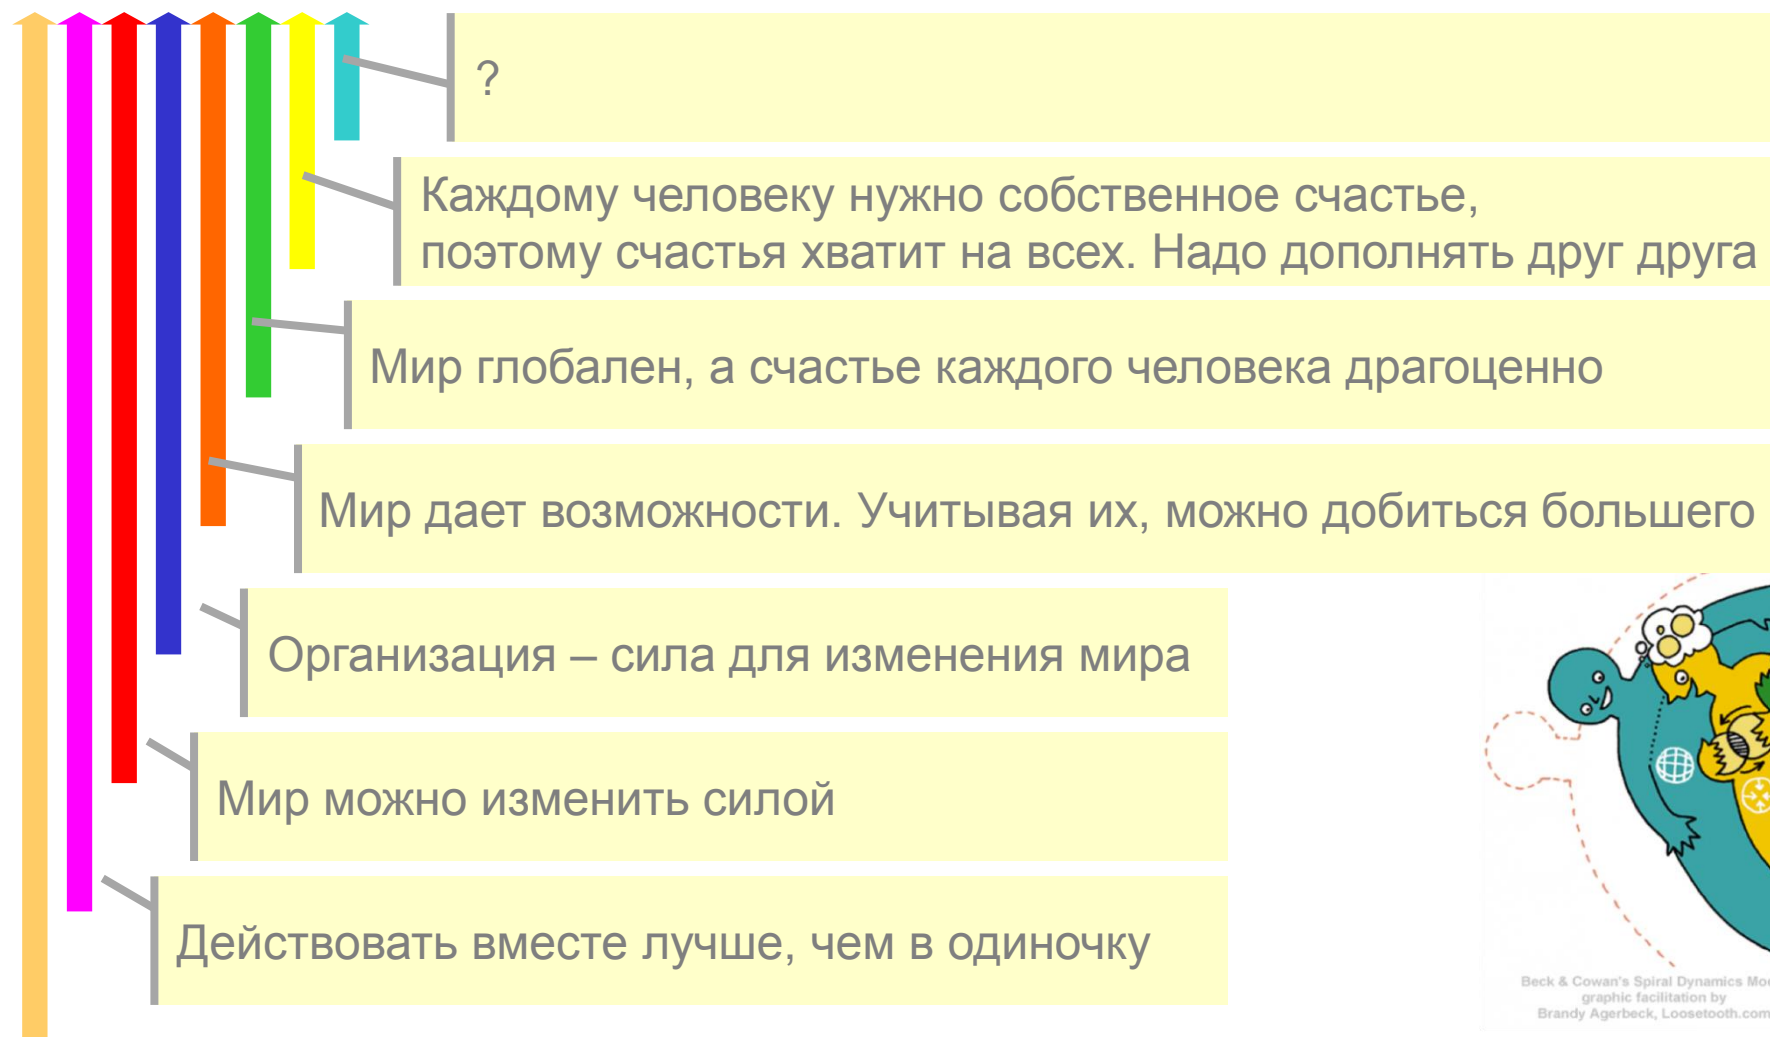 ?
Каждому человеку нужно собственное счастье,
поэтому счастья хватит на всех. Надо дополнять друг друга
Мир глобален, а счастье каждого человека драгоценно
Мир дает возможности. Учитывая их, можно добиться большего
Организация – сила для изменения мира
Мир можно изменить силой
Действовать вместе лучше, чем в одиночку
Beck & Cowan's Spiral Dynamics
graphic facilitation by
Brandy Agerbeck, Loosetooth.com